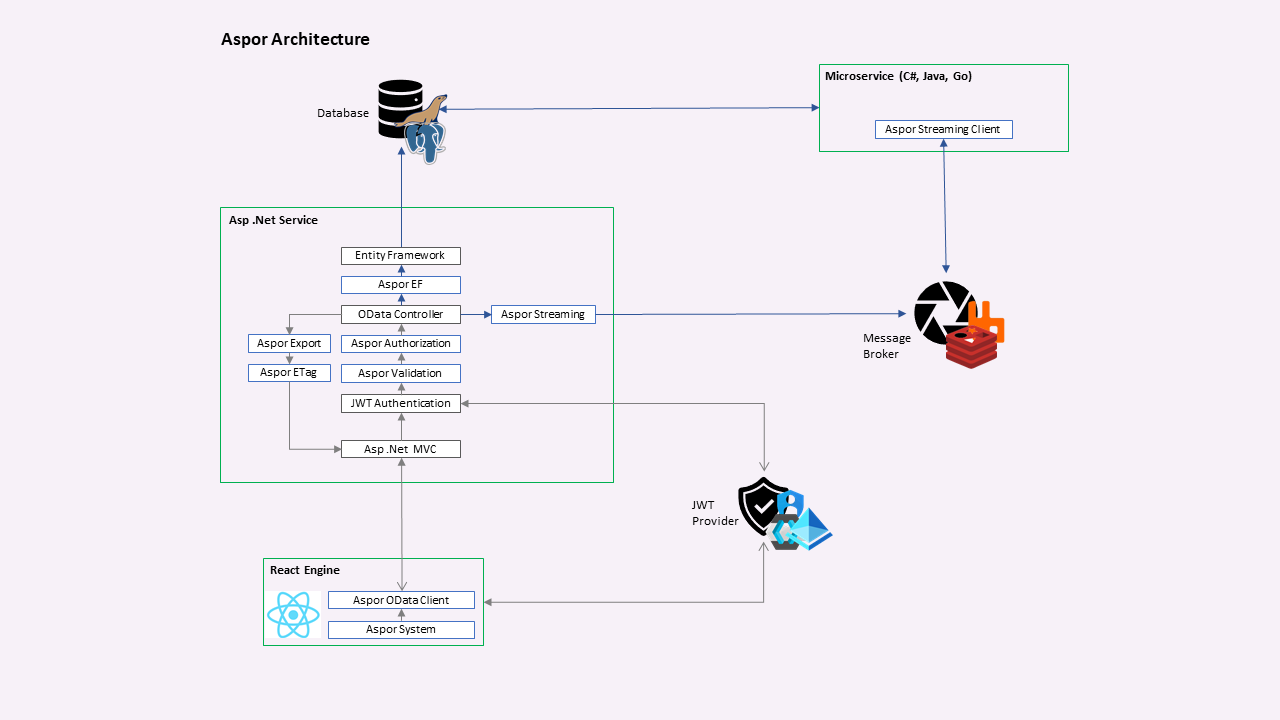 Aspor Architecture
Microservice (C#, Java, Go)
Database
Aspor Streaming Client
Asp .Net Service
Entity Framework
Aspor EF
OData Controller
Aspor Streaming
Aspor Export
Aspor Authorization
Message
Broker
Aspor ETag
Aspor Validation
JWT Authentication
Asp .Net MVC
JWT
Provider
React Engine
Aspor OData Client
Aspor System